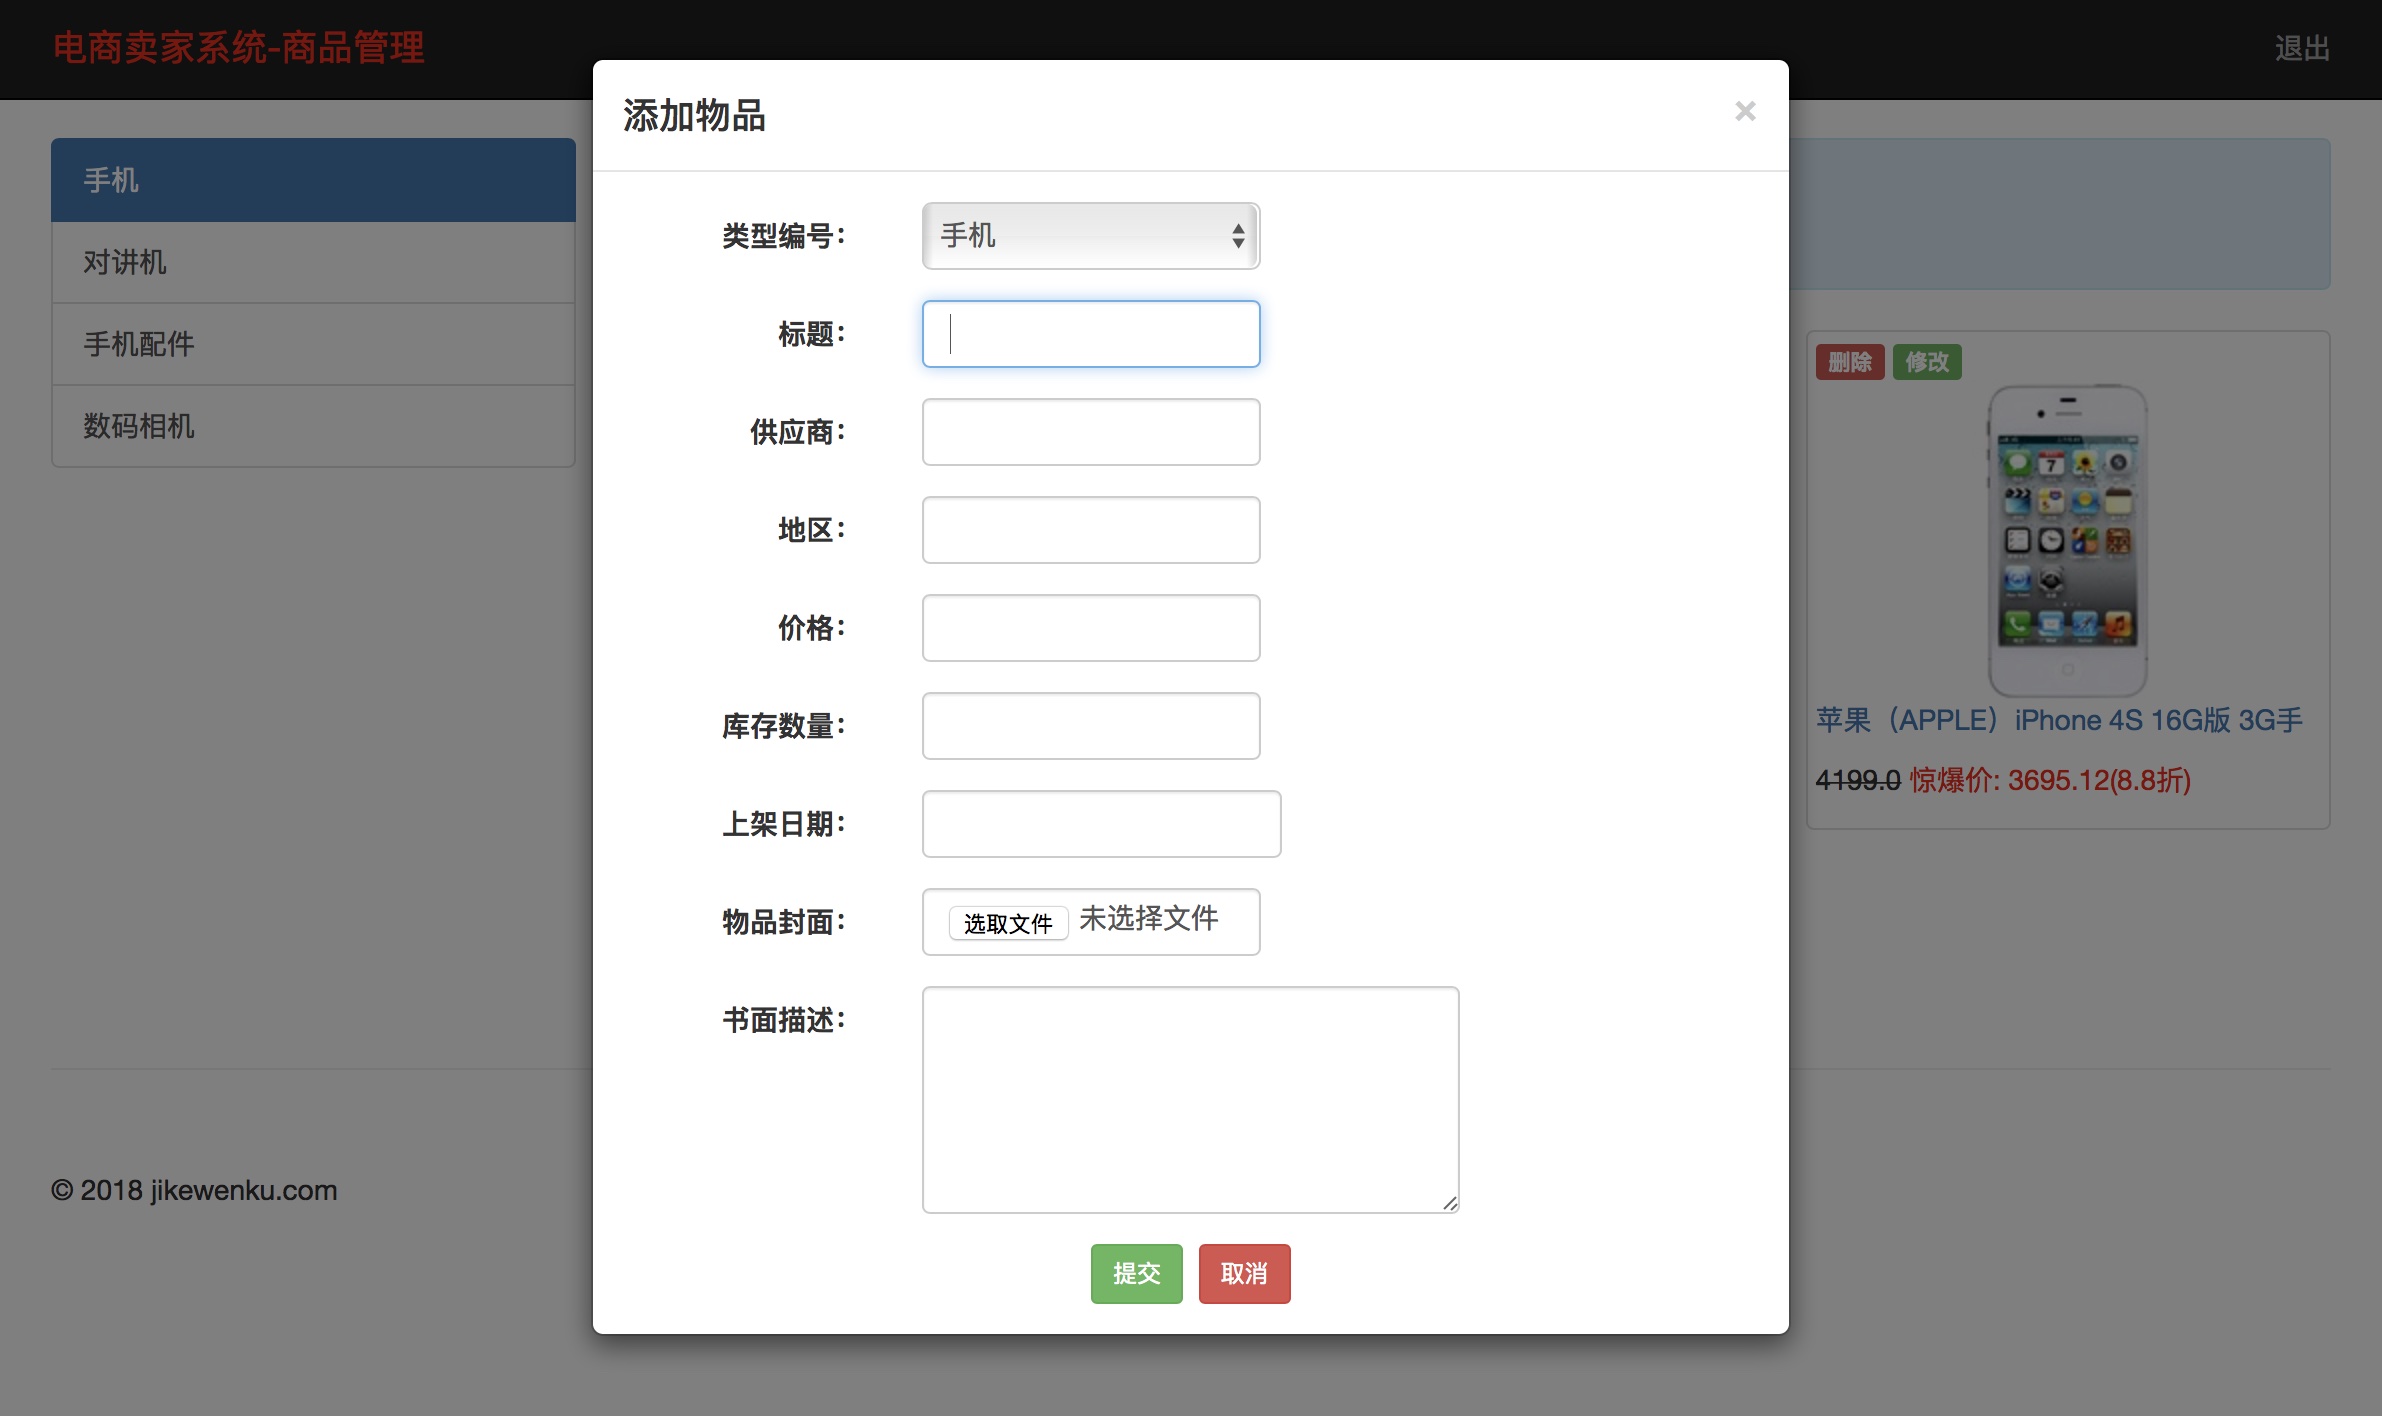 电商卖家系统-商品管理
退出
手机
对讲机
手机配件
数码相机
添加物品
×
类型编号：
手机
标题：
供应商：
地区：
价格：
库存数量：
上架日期：
物品封面：
选取文件 未选择文件
书面描述：
提交 取消
删除 修改
7
苹果（APPLE）iPhone 4S 16G版 3G手
4199.0 惊爆价: 3695.12(8.8折)
© 2018 jikewenku.com